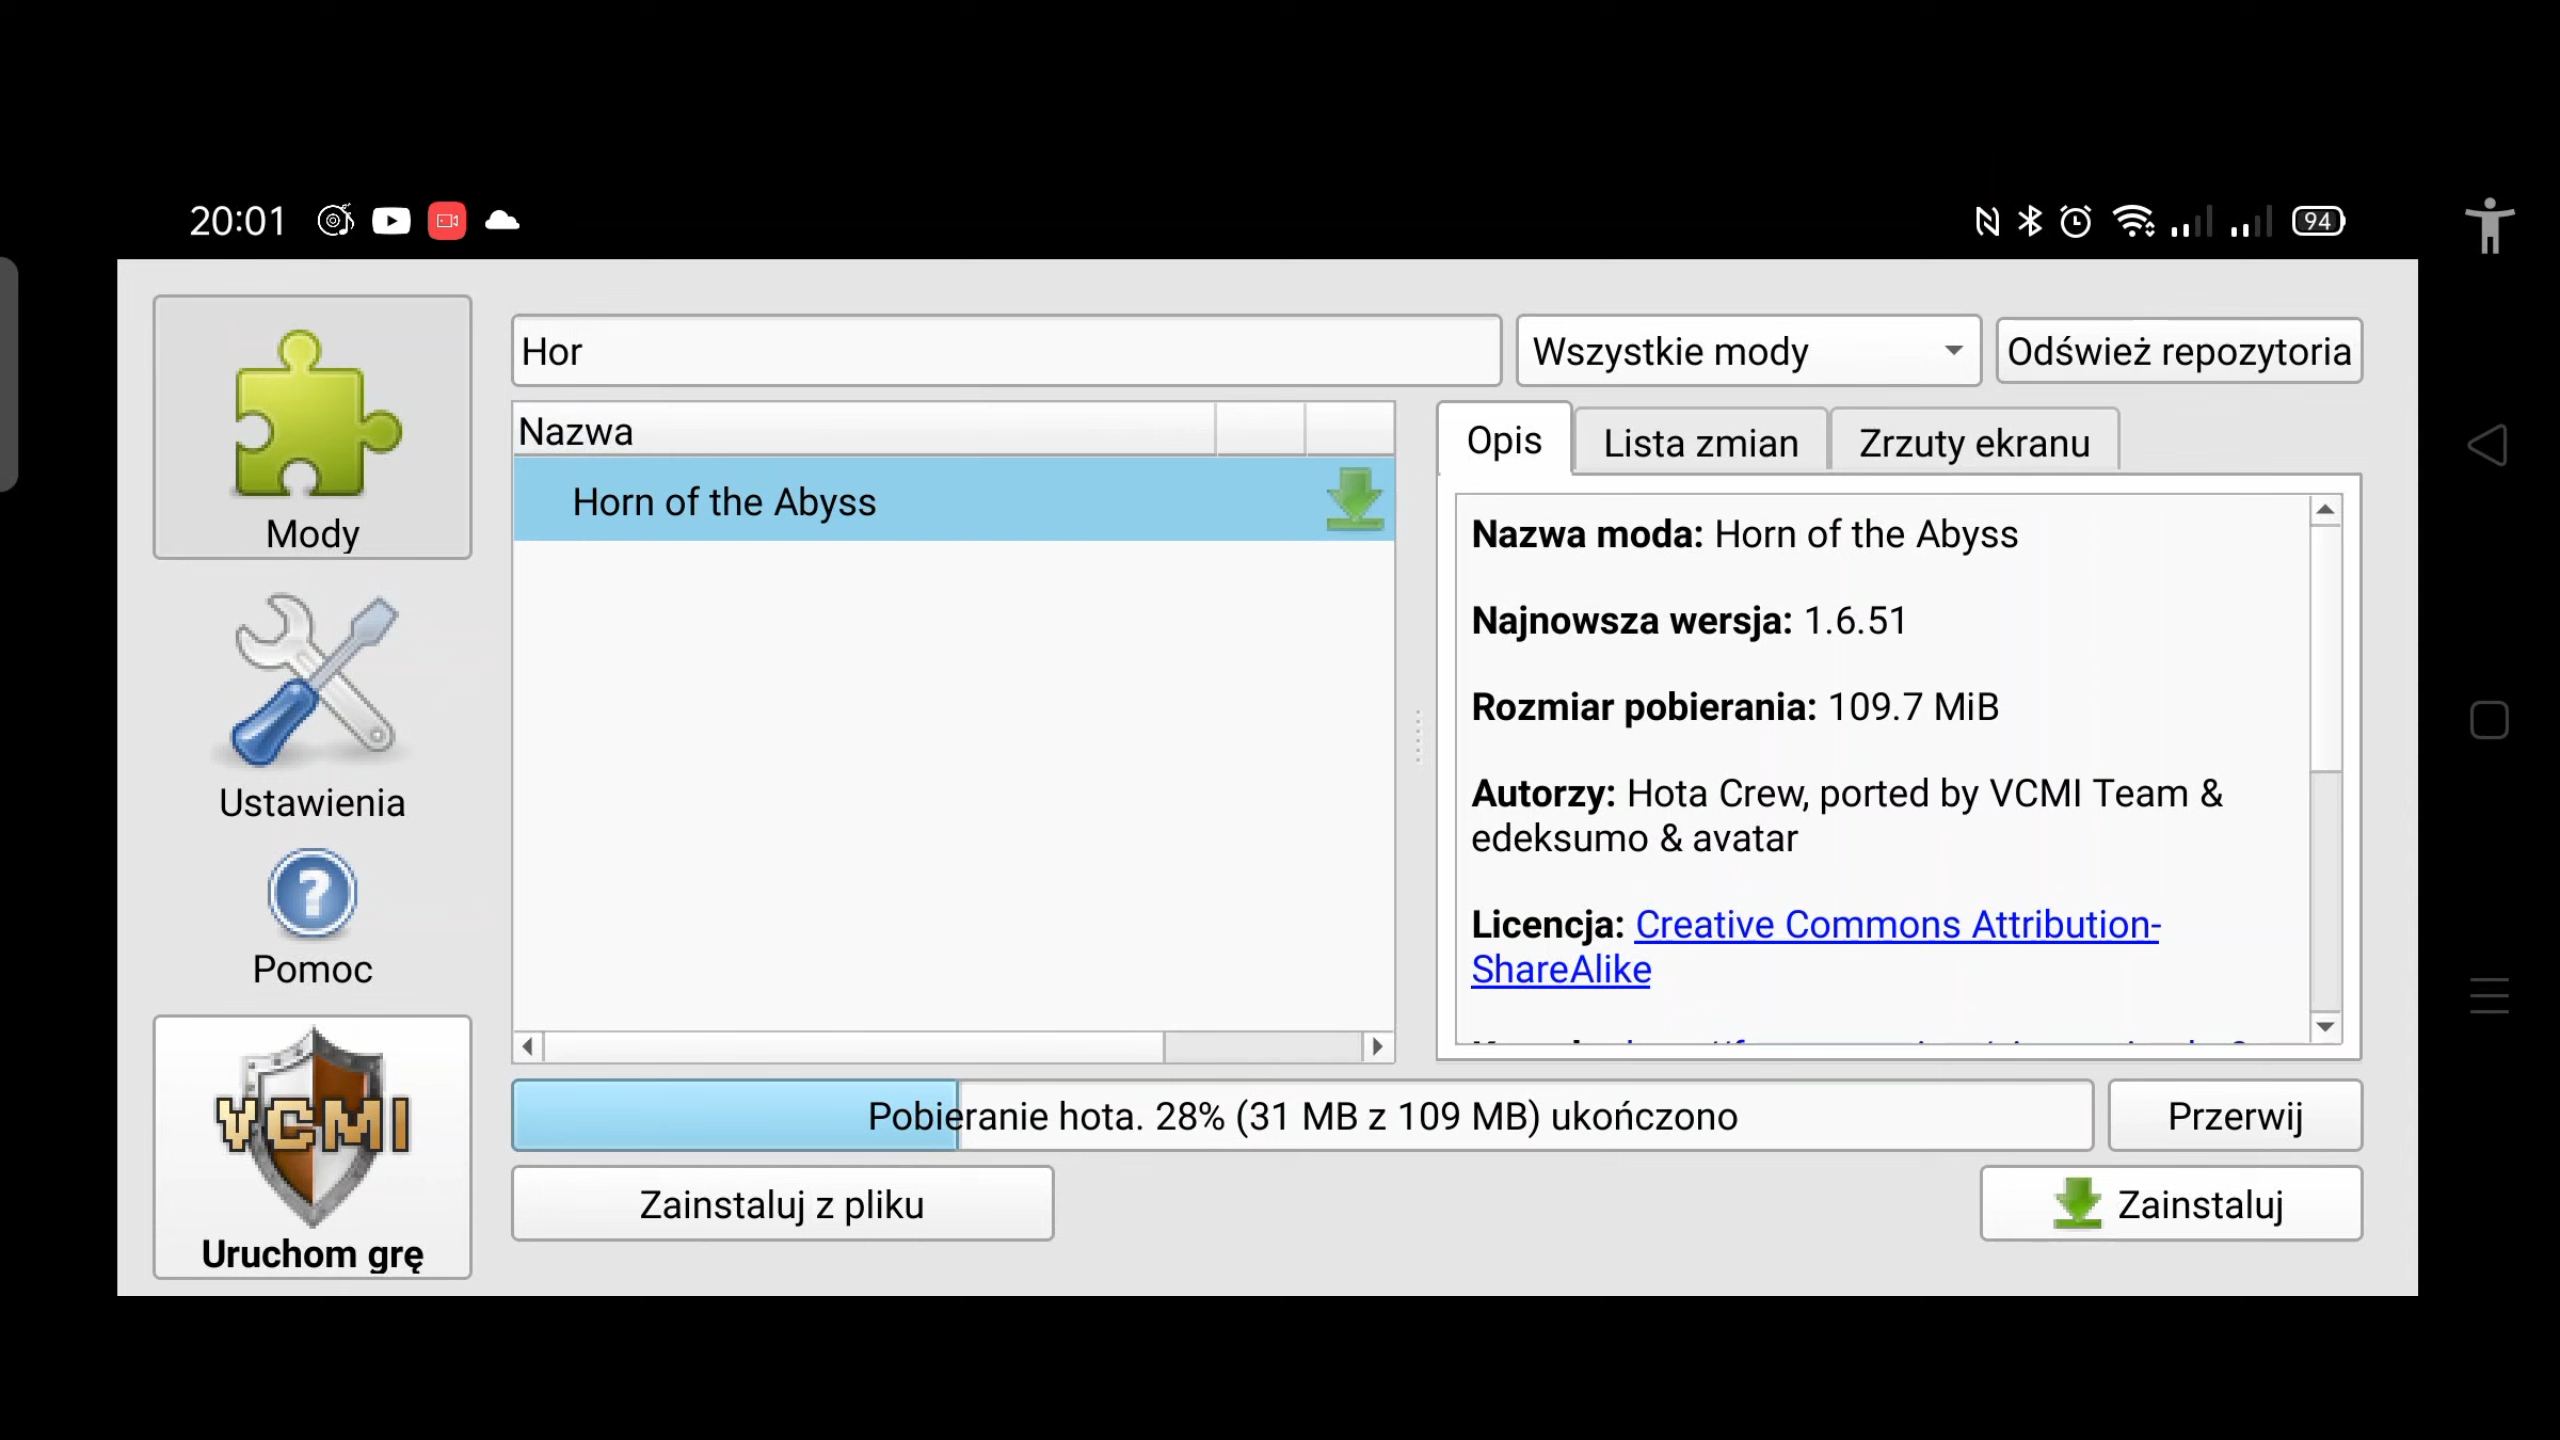 20:01
94
Hor
Wszystkie mody
Odśwież repozytoria
Mody
Ustawienia
Pomoc
VCMI
Uruchom grę
Nazwa
Horn of the Abyss
Opis
Lista zmian
Zrzuty ekranu
Nazwa moda: Horn of the Abyss
Najnowsza wersja: 1.6.51
Rozmiar pobierania: 109.7 MiB
Autorzy: Hota Crew, ported by VCMI Team &
edeksumo & avatar
Licencja: Creative Commons Attribution-
ShareAlike
Pobieranie hota. 28% (31 MB z 109 MB) ukończono
Przerwij
Zainstaluj z pliku
Zainstaluj